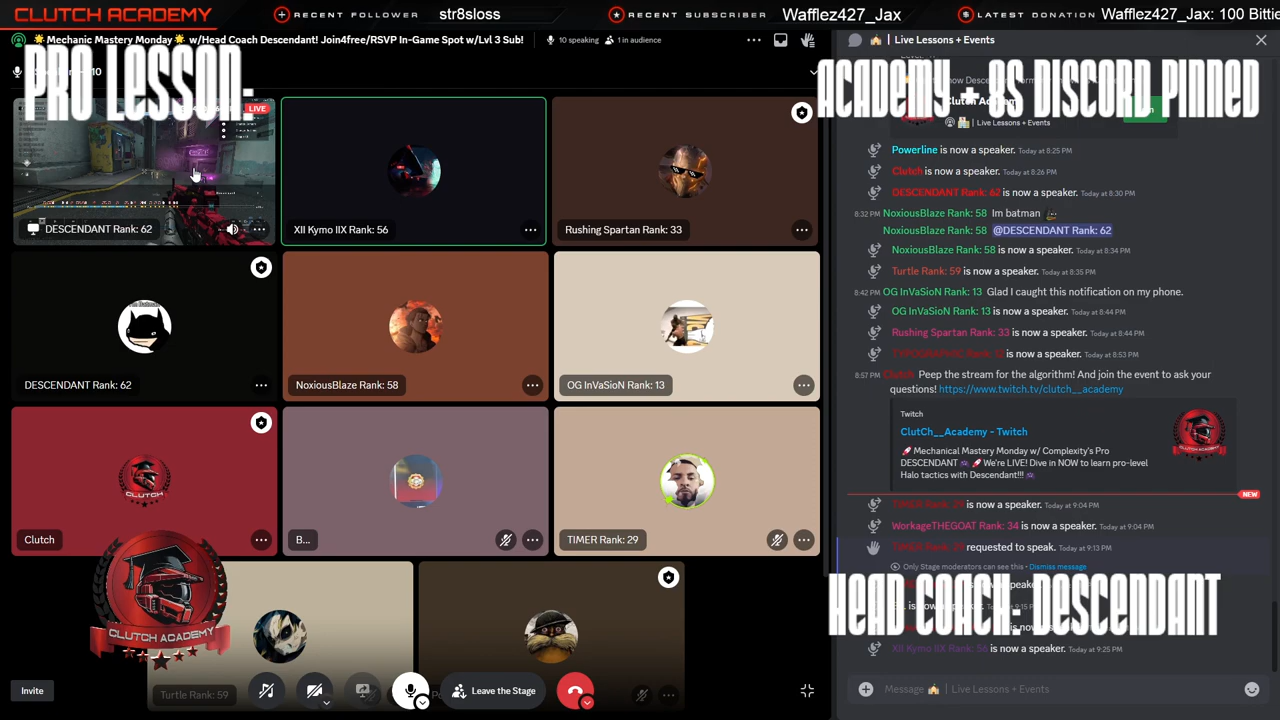 CLUTCH ACADEMY
RECENT FOLLOWER str8sloss
RECENT SUBSCRIBER Wafflez427_Jax
LATEST DONATION Wafflez427_Jax: 100 Bittie
Mechanic Mastery Monday w/Head Coach Descendant! Join4free/RSVP In-Game Spot w/Lvl 3 Sub!
10 speaking 1 in audience
Live Lessons + Events
PRO LESSON:
ACADEMY + 8S DISCORD PINNED
10
LIVE
DESCENDANT Rank: 62
XII Kymo IIX Rank: 56
Rushing Spartan Rank: 33
DESCENDANT Rank: 62
NoxiousBlaze Rank: 58
OG InVaSioN Rank: 13
Clutch
B...
TIMER Rank: 29
CLUTCH ACADEMY
Turtle Rank: 59
Invite
Leave the Stage
Clutch Academy
Live Lessons + Events
Powerline is now a speaker. Today at 8:25 PM
Clutch is now a speaker. Today at 8:26 PM
DESCENDANT Rank: 62 is now a speaker. Today at 8:30 PM
8:32 PM NoxiousBlaze Rank: 58 Im batman
NoxiousBlaze Rank: 58 @DESCENDANT Rank: 62
NoxiousBlaze Rank: 58 is now a speaker. Today at 8:34 PM
Turtle Rank: 59 is now a speaker. Today at 8:35 PM
8:42 PM OG InVaSioN Rank: 13 Glad I caught this notification on my phone.
OG InVaSioN Rank: 13 is now a speaker. Today at 8:44 PM
Rushing Spartan Rank: 33 is now a speaker. Today at 8:44 PM
is now a speaker. Today at 8:53 PM
8:57 PM Clutch Peep the stream for the algorithm! And join the event to ask your
questions! https://www.twitch.tv/clutch__academy
Twitch
ClutCh__Academy - Twitch
Mechanical Mastery Monday w/ Complexity's Pro
DESCENDANT We're LIVE! Dive in NOW to learn pro-level
Halo tactics with Descendant!!!
CLUTCH
NEW
TIMER Rank: 29 is now a speaker. Today at 9:04 PM
WorkageTHEGOAT Rank: 34 is now a speaker. Today at 9:04 PM
TIMER Rank: 29 requested to speak. Today at 9:13 PM
Only Stage moderators can see this • Dismiss message
HEAD COACH: DESCENDANT
XII Kymo IIX Rank: 56 is now a speaker. Today at 9:25 PM
Message Live Lessons + Events